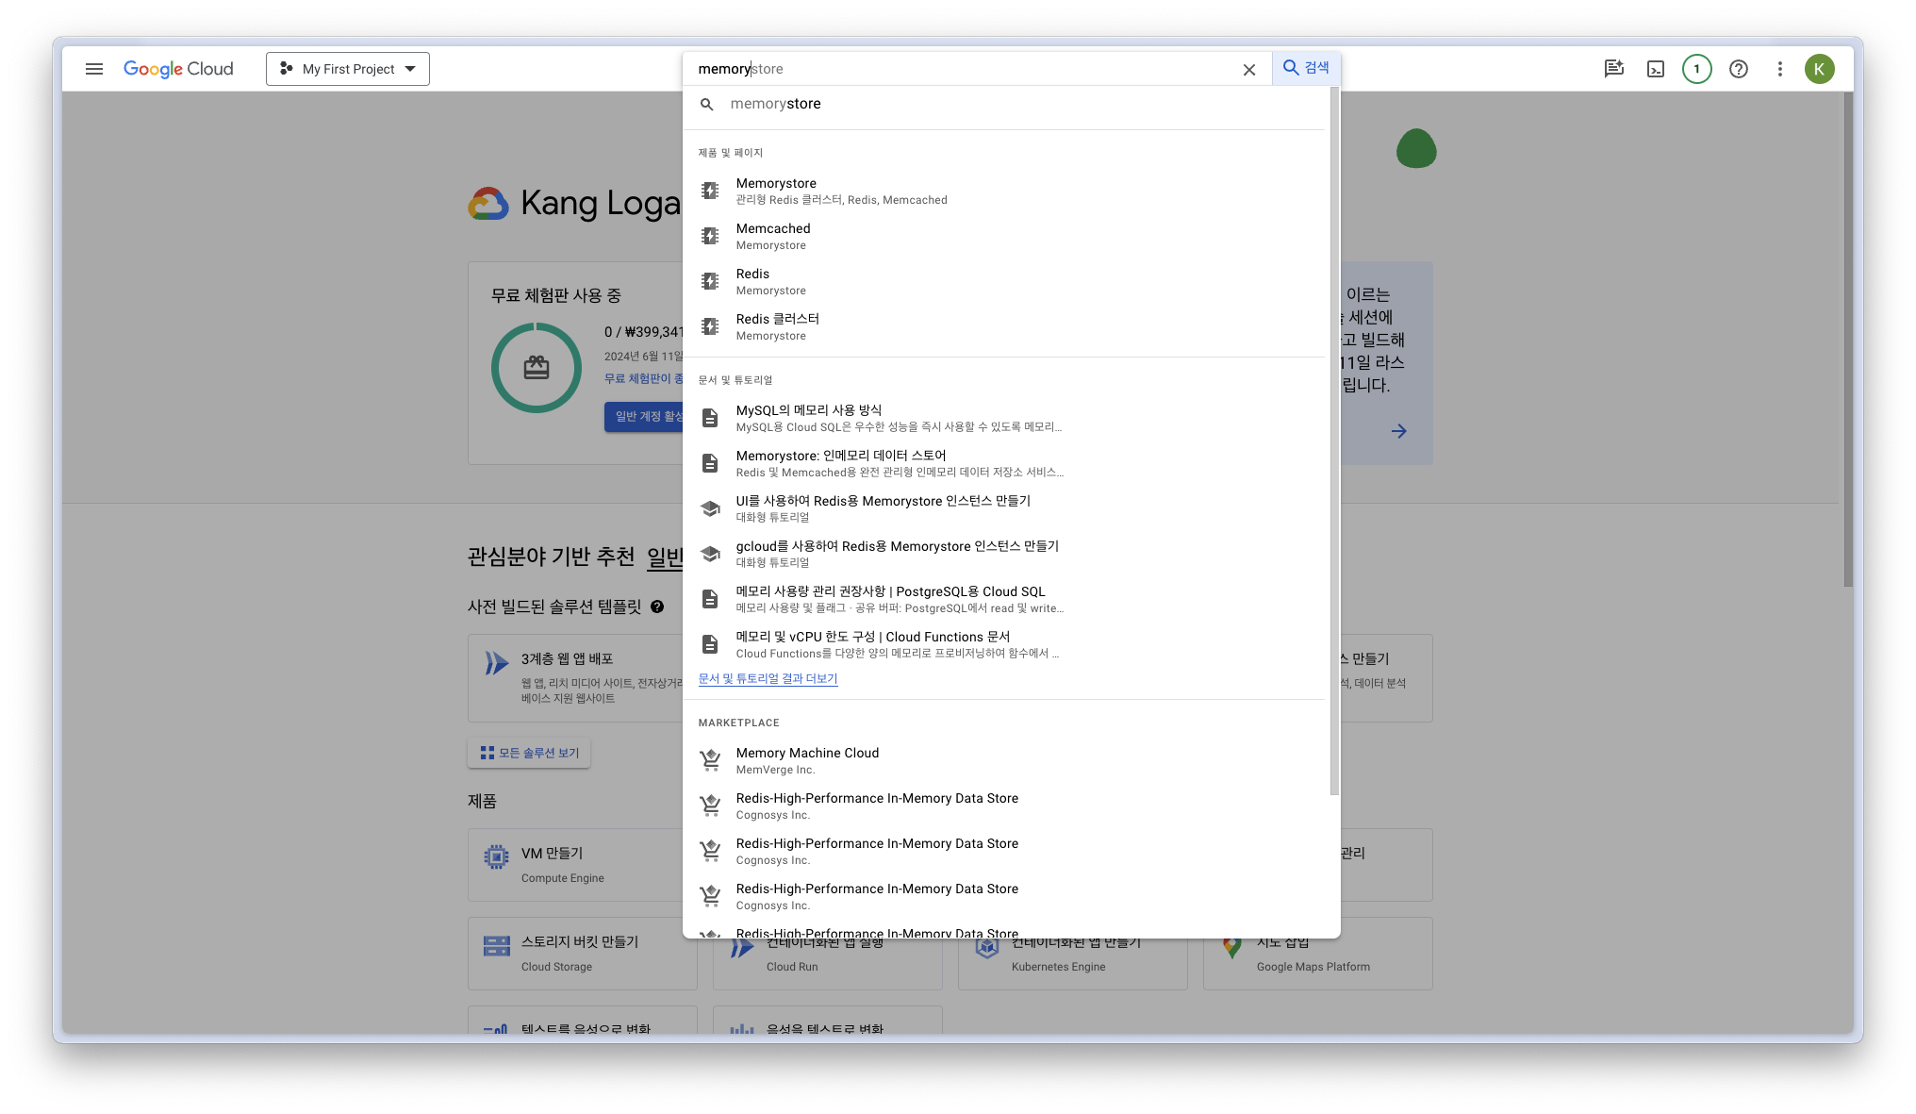 Google Cloud
My First Project
memorystore
검색
1
K
memorystore
제품 및 페이지
Memorystore
관리형 Redis 클러스터, Redis, Memcached
Memcached
Memorystore
Redis
Memorystore
Redis 클러스터
Memorystore
문서 및 튜토리얼
MySQL의 메모리 사용 방식
MySQL용 Cloud SQL은 우수한 성능을 즉시 사용할 수 있도록 메모리...
Memorystore: 인메모리 데이터 스토어
Redis 및 Memcached용 완전 관리형 인메모리 데이터 저장소 서비스...
UI를 사용하여 Redis용 Memorystore 인스턴스 만들기
대화형 튜토리얼
gcloud를 사용하여 Redis용 Memorystore 인스턴스 만들기
대화형 튜토리얼
메모리 사용량 관리 권장사항 | PostgreSQL용 Cloud SQL
메모리 사용량 및 플래그 · 공유 버퍼: PostgreSQL에서 read 및 write...
메모리 및 vCPU 한도 구성 | Cloud Functions 문서
Cloud Functions를 다양한 양의 메모리로 프로비저닝하여 함수에서 ...
문서 및 튜토리얼 결과 더보기
MARKETPLACE
Memory Machine Cloud
MemVerge Inc.
Redis-High-Performance In-Memory Data Store
Cognosys Inc.
Redis-High-Performance In-Memory Data Store
Cognosys Inc.
Redis-High-Performance In-Memory Data Store
Cognosys Inc.
Redis-High-Performance In-Memory Data Store
Kang Loga
무료 체험판 사용 중
0 / ₩399,341
2024년 6월 11일
무료 체험판이 종
일반 계정 활성
이르는
세션에
고 빌드해
11일 라스
립니다.
관심분야 기반 추천 일반
사전 빌드된 솔루션 템플릿
3계층 웹 앱 배포
웹 앱, 리치 미디어 사이트, 전자상거
베이스 지원 웹사이트
스 만들기
석, 데이터 분석
모든 솔루션 보기
제품
VM 만들기
Compute Engine
관리
스토리지 버킷 만들기
Cloud Storage
컨테이너화된 앱 실행
Cloud Run
컨테이너화된 앱 만들기
Kubernetes Engine
지도 삽입
Google Maps Platform
텍스트를 음성으로 변환
음성을 텍스트로 변환